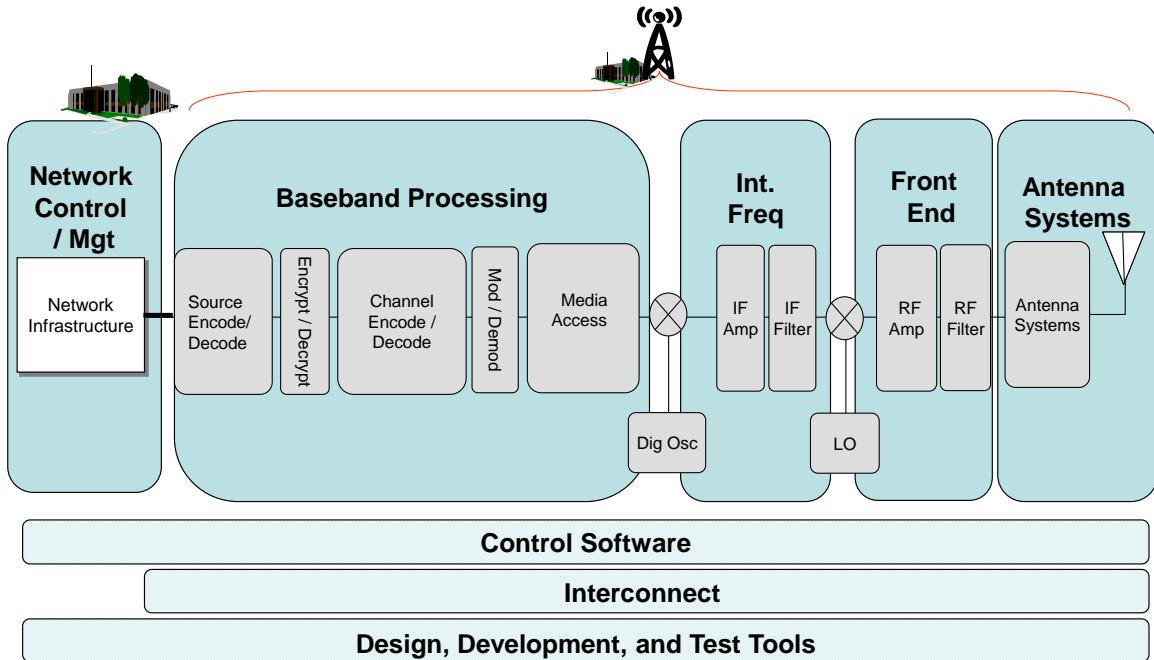 Network
Control
/ Mgt
Network
Infrastructure
Baseband Processing
Source
Encode/
Decode
Encrypt / Decrypt
Channel
Encode /
Decode
Mod / Demod
Media
Access
Dig Osc
Int.
Freq
IF
Amp
IF
Filter
LO
Front
End
RF
Amp
RF
Filter
Antenna
Systems
Antenna
Systems
Control Software
Interconnect
Design, Development, and Test Tools